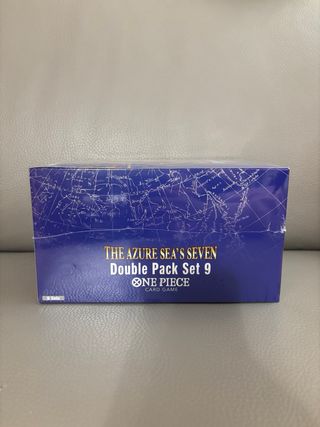 THE AZURE SEA'S SEVEN
Double Pack Set 9
ONE PIECE
CARD GAME